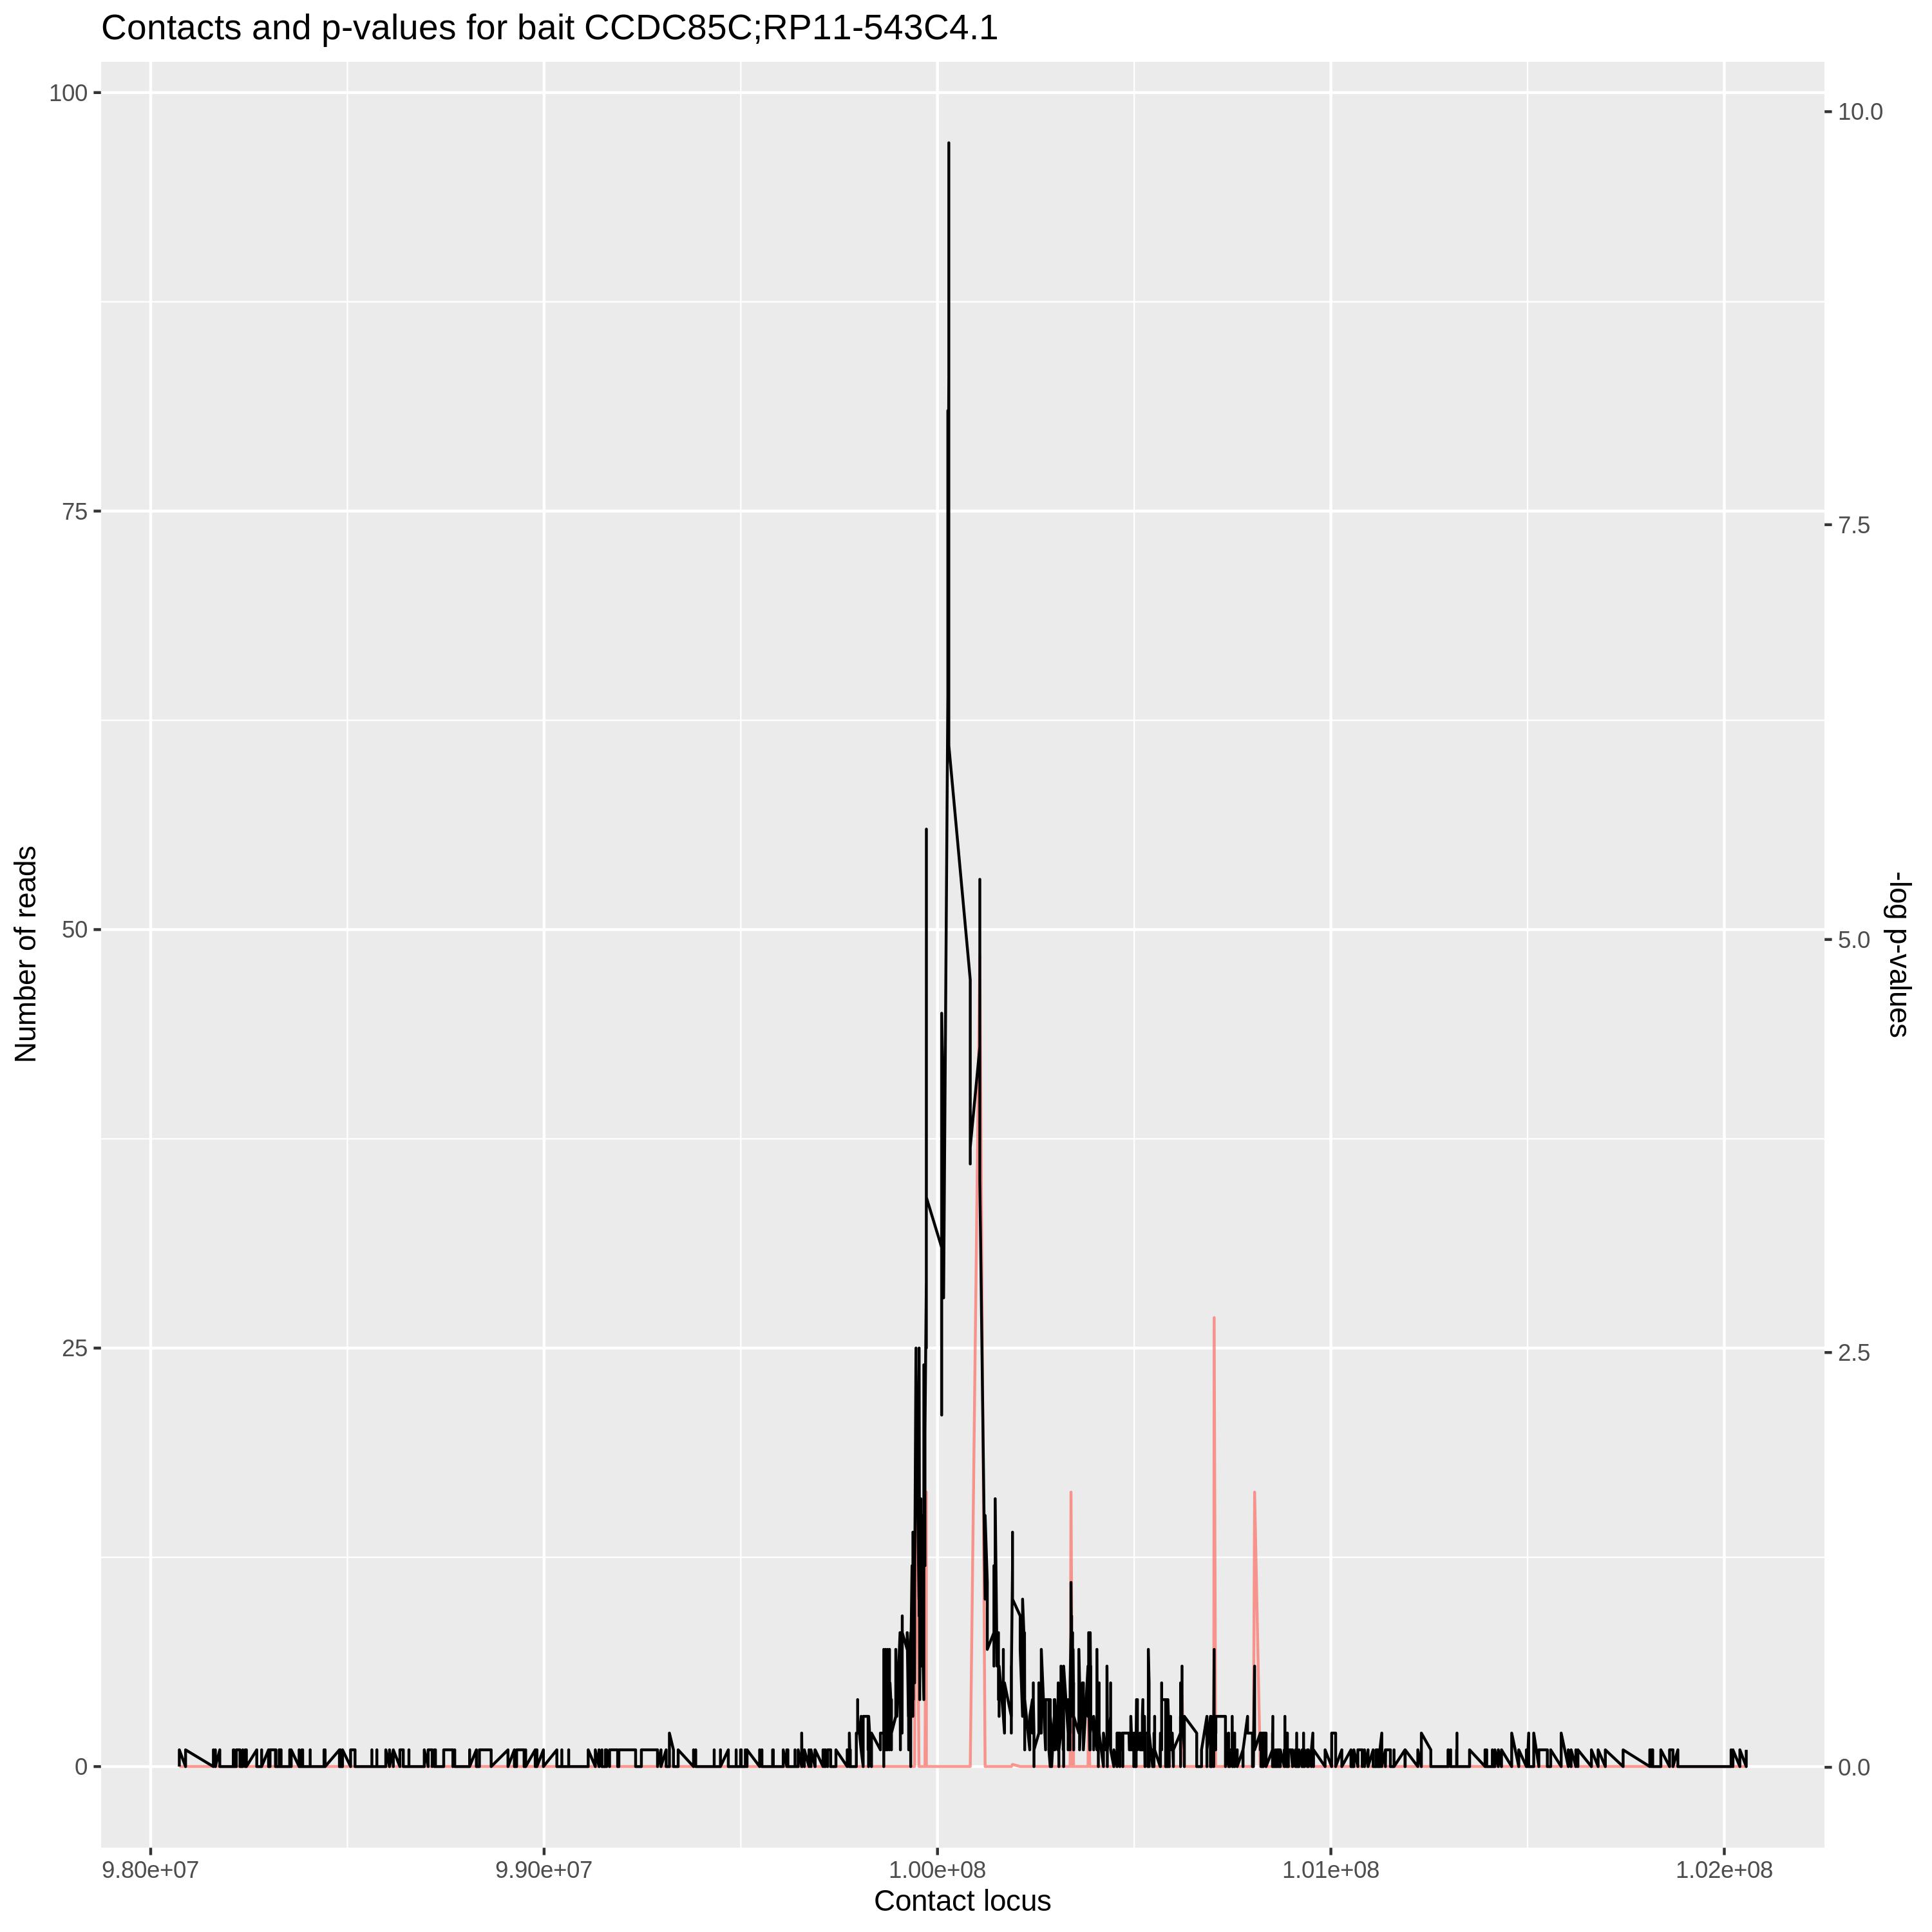 Contacts and p-values for bait CCDC85C;RP11-543C4.1
100
75
50
25
0
Number of reads
10.0
7.5
5.0
2.5
0.0
-log p-values
9.80e+07
9.90e+07
1.00e+08
1.01e+08
1.02e+08
Contact locus